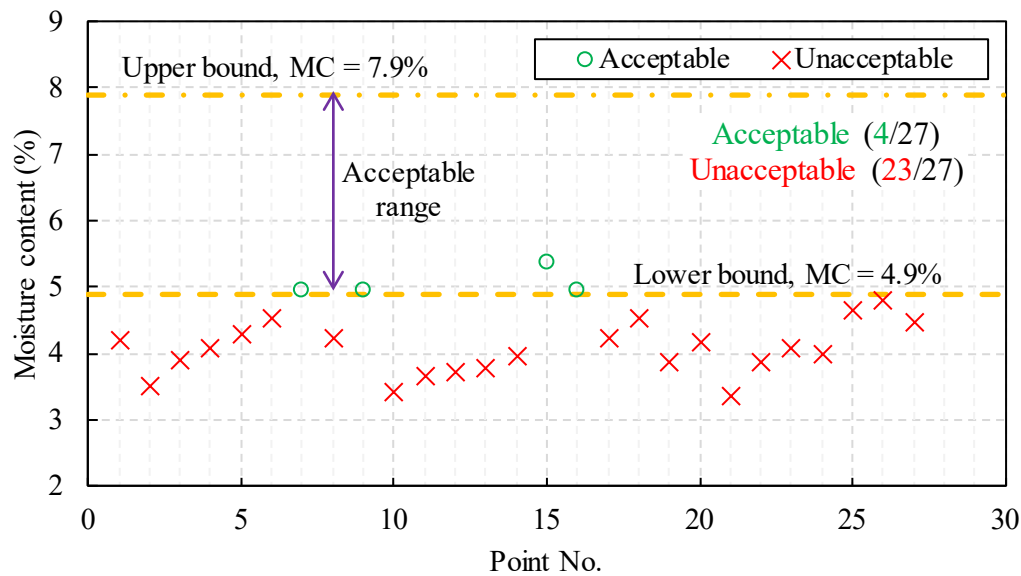 9
8
7
6
5
4
3
2
Moisture content (%)
Upper bound, MC = 7.9%
Acceptable Unacceptable
Acceptable (4/27)
Unacceptable (23/27)
Acceptable
range
Lower bound, MC = 4.9%
0 5 10 15 20 25 30
Point No.